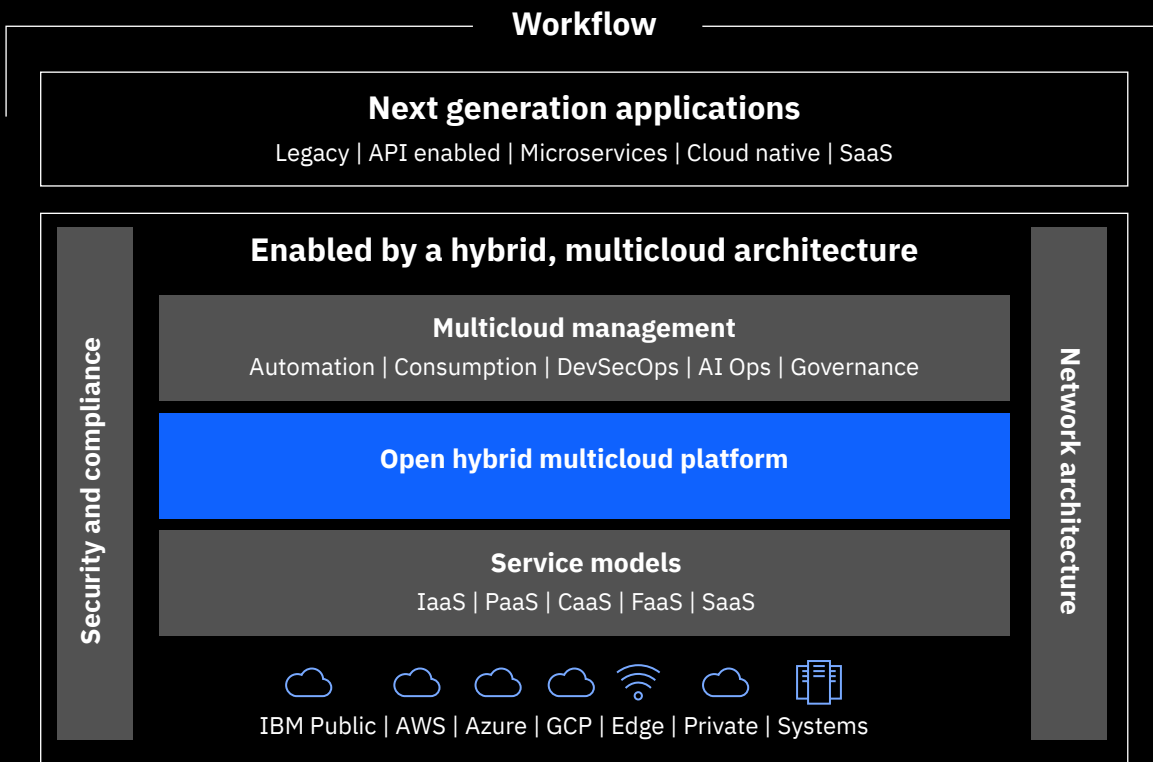 Workflow
Next generation applications
Legacy | API enabled | Microservices | Cloud native | SaaS
Enabled by a hybrid, multicloud architecture
Security and compliance
Multicloud management
Automation | Consumption | DevSecOps | AI Ops | Governance
Open hybrid multicloud platform
Service models
IaaS | PaaS | CaaS | FaaS | SaaS
Network architecture
IBM Public | AWS | Azure | GCP | Edge | Private | Systems